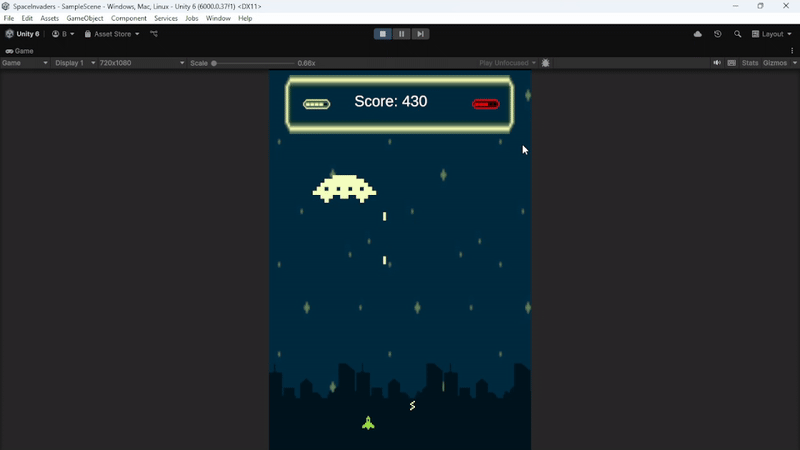 SpaceInvaders - SampleScene - Windows, Mac, Linux - Unity 6 (6000.0.37f1) <DX11>
File Edit Assets GameObject Component Services Jobs Window Help
Unity 6 B Asset Store Layout
Game
Game Display 1 720x1080 Scale 0.66x Play Unfocused Stats Gizmos
Score: 430